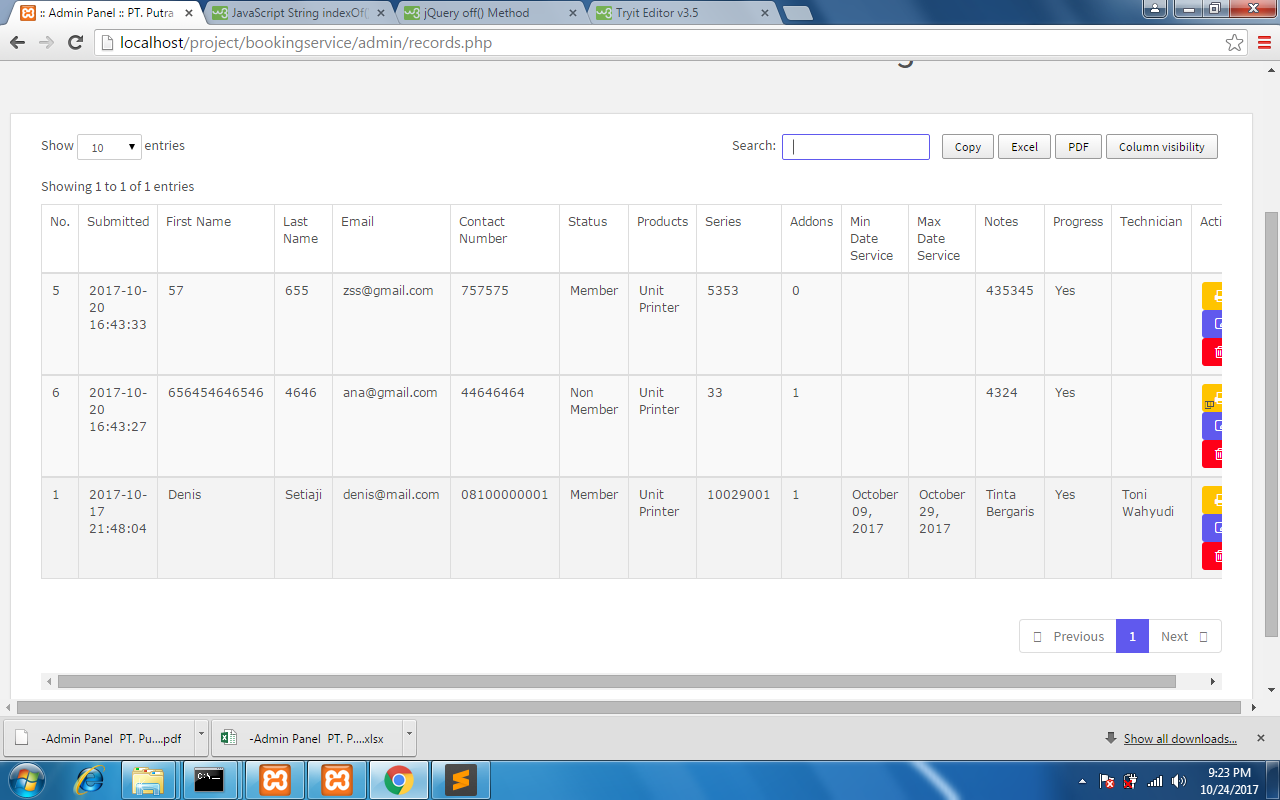 :: Admin Panel :: PT. Putra
JavaScript String indexOf()
jQuery off() Method
Tryit Editor v3.5
localhost/project/bookingservice/admin/records.php
Show 10 entries
Search:
Copy
Excel
PDF
Column visibility
Showing 1 to 1 of 1 entries
No. Submitted First Name Last Email Contact Status Products Series Addons Min Max Notes Progress Technician Acti
Name Number Date Date
Service Service
5 2017-10- 57 655 zss@gmail.com 757575 Member Unit 5353 0 435345 Yes
20 Printer
16:43:33
6 2017-10- 656454646546 4646 ana@gmail.com 44646464 Non Unit 33 1 4324 Yes
20 Member Printer
16:43:27
1 2017-10- Denis Setiaji denis@mail.com 08100000001 Member Unit 10029001 1 October October Tinta Yes Toni
17 Printer 09, 29, Bergaris Wahyudi
21:48:04 2017 2017
Previous 1 Next
-Admin Panel PT. Pu....pdf
-Admin Panel PT. P....xlsx
Show all downloads...
9:23 PM
10/24/2017